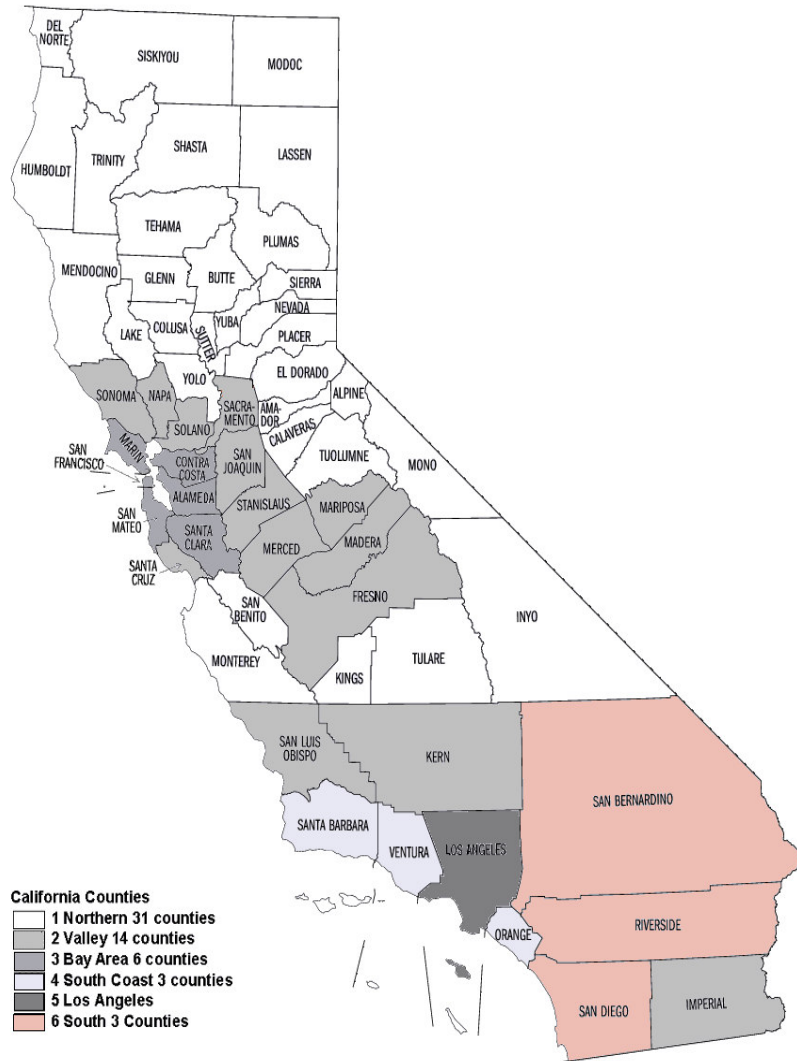 DEL
NORTE
SISKIYOU
MODOC
HUMBOLDT
TRINITY
SHASTA
LASSEN
TEHAMA
PLUMAS
MENDOCINO
GLENN
BUTTE
SIERRA
NEVADA
YUBA
COLUSA
LAKE
SUTTER
PLACER
YOLO
EL DORADO
ALPINE
SONOMA
NAPA
SACRA-
MENTO
AMA-
DOR
SOLANO
CALAVERAS
TUOLUMNE
MONO
MARIN
SAN
FRANCISCO
CONTRA
COSTA
SAN
JOAQUIN
ALAMEDA
STANISLAUS
MARIPOSA
SAN
MATEO
SANTA
CLARA
MERCED
MADERA
SANTA
CRUZ
FRESNO
SAN
BENITO
INYO
MONTEREY
KINGS
TULARE
SAN LUIS
OBISPO
KERN
SAN BERNARDINO
SANTA BARBARA
VENTURA
LOS ANGELES
ORANGE
RIVERSIDE
SAN DIEGO
IMPERIAL
California Counties
1 Northern 31 counties
2 Valley 14 counties
3 Bay Area 6 counties
4 South Coast 3 counties
5 Los Angeles
6 South 3 Counties